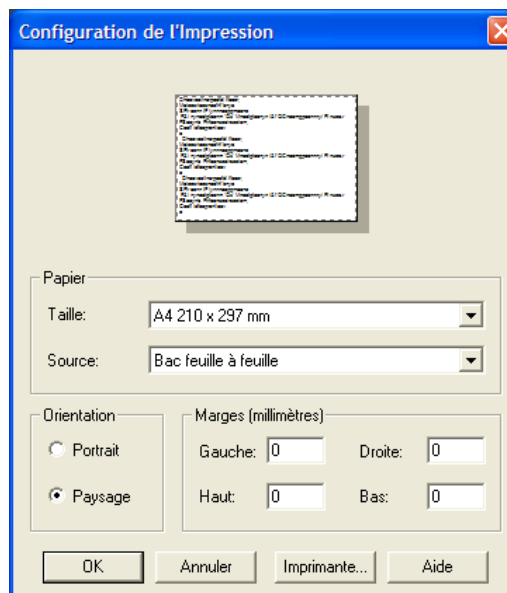 Configuration de l'Impression
Papier
Taille:
A4 210 x 297 mm
Source:
Bac feuille à feuille
Orientation
Portrait
Paysage
Marges (millimètres)
Gauche: 0 Droite: 0
Haut: 0 Bas: 0
OK Annuler Imprimante... Aide